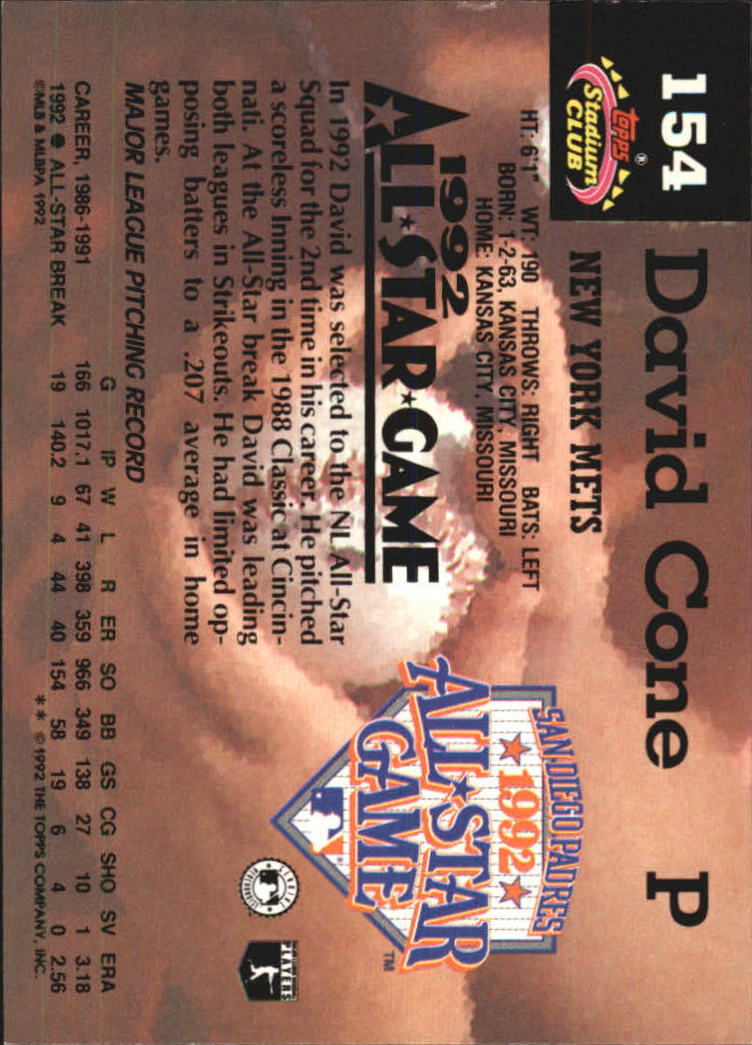 154
David Cone P
topps®
Stadium
CLUB
NEW YORK METS
HT: 6'1" WT: 190 THROWS: RIGHT BATS: LEFT
BORN: 1-2-63, KANSAS CITY, MISSOURI
HOME: KANSAS CITY, MISSOURI
1992
ALL★STAR★GAME
SAN DIEGO PADRES
★1992★
ALL★STAR
GAME
TM
In 1992 David was selected to the NL All-Star
Squad for the 2nd time in his career. He pitched
a scoreless Inning in the 1988 Classic at Cincin-
nati. At the All-Star break David was leading
both leagues in Strikeouts. He had limited op-
posing batters to a .207 average in home
games.
PLAYERS
MAJOR LEAGUE PITCHING RECORD
G IP W L R ER SO BB GS CG SHO SV ERA
CAREER, 1986-1991 166 1017.1 67 41 398 359 966 349 138 27 10 1 3.18
1992 ● ALL-STAR BREAK 19 140.2 9 4 44 40 154 58 19 6 4 0 2.56
©MLB & MLBPA 1992 ** ©1992 THE TOPPS COMPANY, INC.